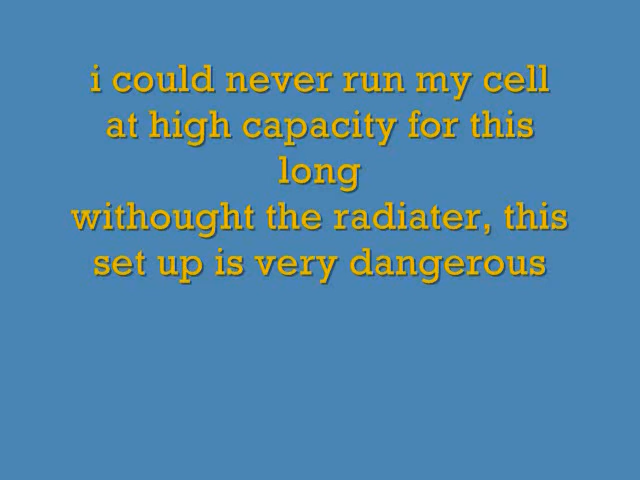 i could never run my cell
at high capacity for this
long
withought the radiater, this
set up is very dangerous